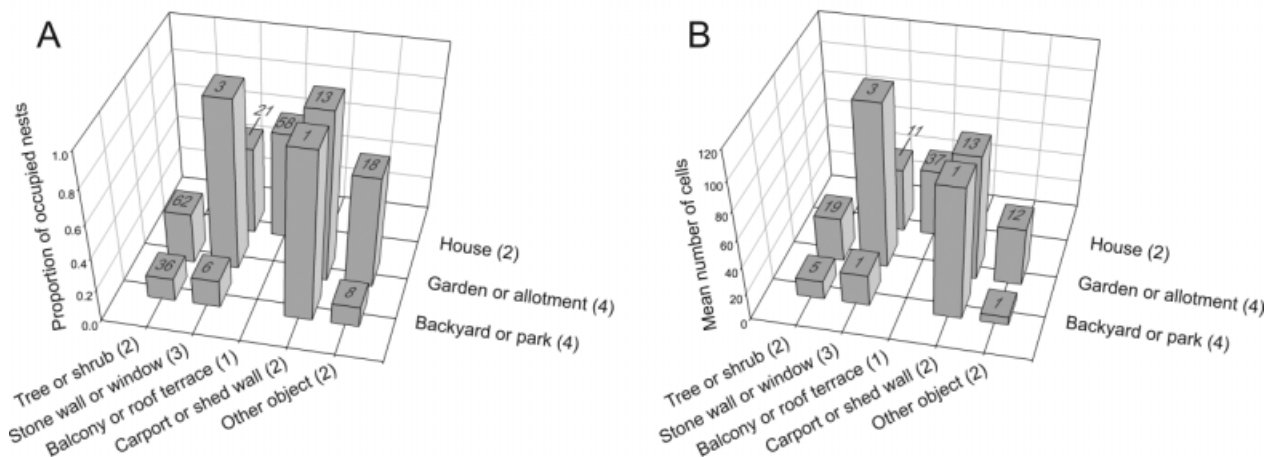 A
Proportion of occupied nests
1.0
0.8
0.6
0.4
0.2
0.0
3
21
58
13
1
18
62
36
6
8
House (2)
Garden or allotment (4)
Backyard or park (4)
Tree or shrub (2)
Stone wall or window (3)
Balcony or roof terrace (1)
Carport or shed wall (2)
Other object (2)
B
Mean number of cells
120
100
80
60
40
20
0
3
11
37
13
1
12
19
5
1
1
House (2)
Garden or allotment (4)
Backyard or park (4)
Tree or shrub (2)
Stone wall or window (3)
Balcony or roof terrace (1)
Carport or shed wall (2)
Other object (2)